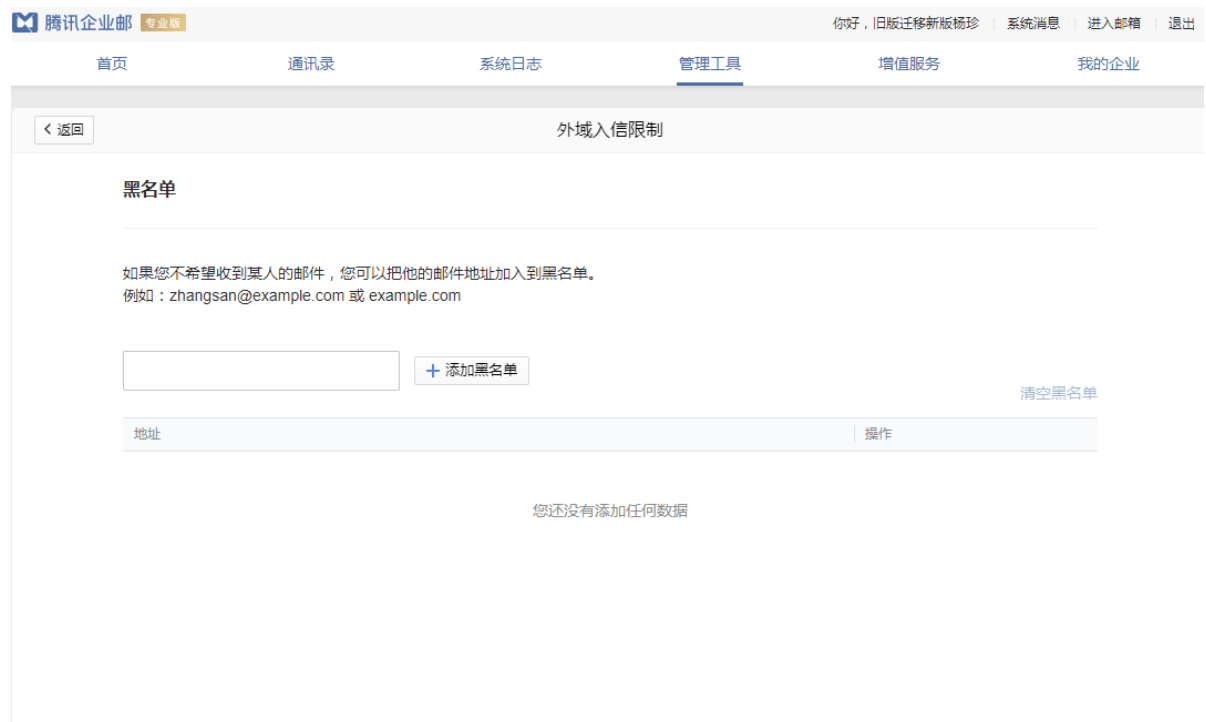 腾讯企业邮 专业版 你好，旧版迁移新版杨珍 系统消息 进入邮箱 退出
首页 通讯录 系统日志 管理工具 增值服务 我的企业
返回 外域入信限制
黑名单
如果您不希望收到某人的邮件，您可以把他的邮件地址加入到黑名单。
例如：zhangsan@example.com 或 example.com
添加黑名单
清空黑名单
地址 操作
您还没有添加任何数据